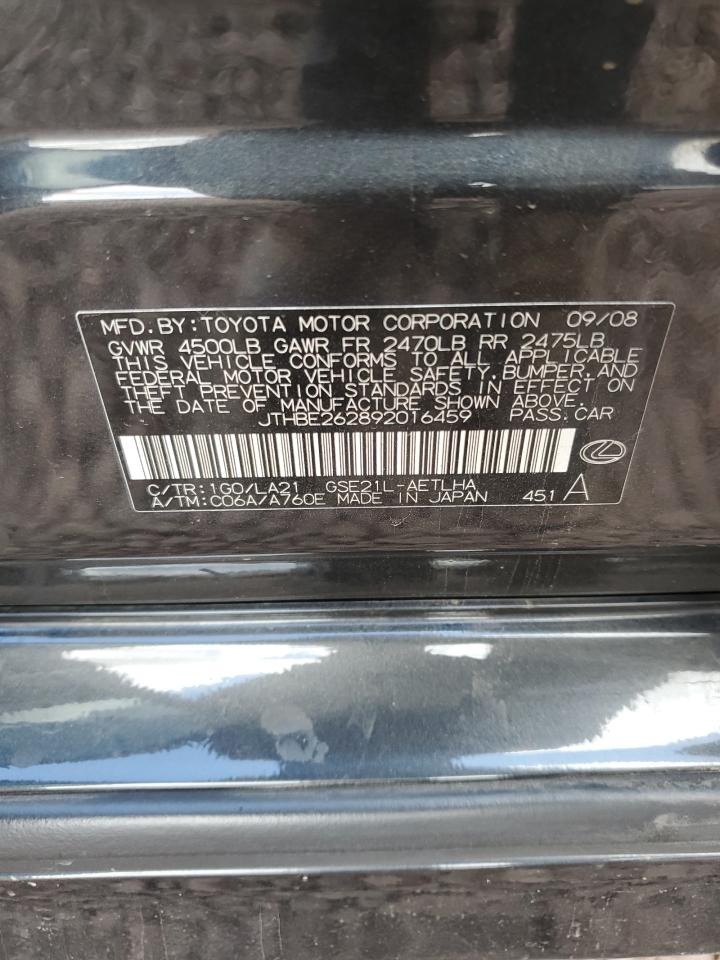 MFD.BY:TOYOTA MOTOR CORPORATION 09/08
GVWR 4500LB GAWR FR 2470LB RR 2475LB
THIS VEHICLE CONFORMS TO ALL APPLICABLE
FEDERAL MOTOR VEHICLE SAFETY,BUMPER,AND
THEFT PREVENTION STANDARDS IN EFFECT ON
THE DATE OF MANUFACTURE SHOWN ABOVE.
JTHBE262892016459 PASS.CAR
C/TR:1G0/LA21 GSE21L-AETLHA
A/TM:C06A/A760E MADE IN JAPAN 451 A